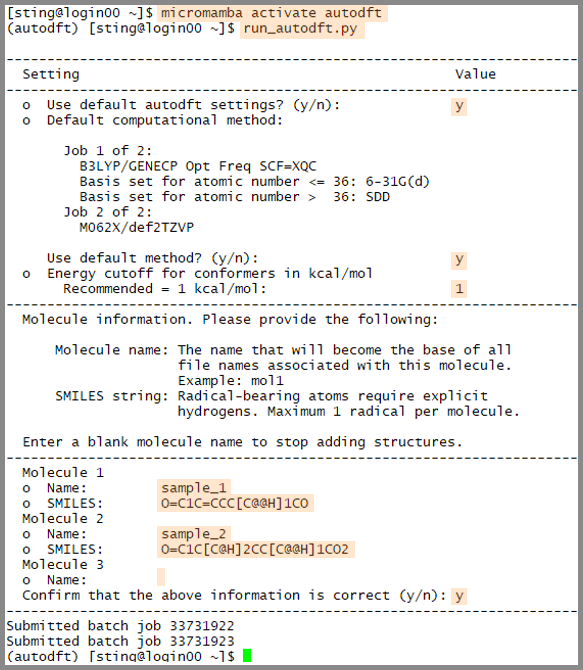 [sting@login00 ~]$ micromamba activate autodft
(autodft) [sting@login00 ~]$ run_autodft.py
Setting Value
o Use default autodft settings? (y/n): y
o Default computational method:
Job 1 of 2:
B3LYP/GENECP Opt Freq SCF=XQC
Basis set for atomic number <= 36: 6-31G(d)
Basis set for atomic number > 36: SDD
Job 2 of 2:
M062X/def2TZVP
Use default method? (y/n): y
o Energy cutoff for conformers in kcal/mol
Recommended = 1 kcal/mol: 1
Molecule information. Please provide the following:
Molecule name: The name that will become the base of all
file names associated with this molecule.
Example: mol1
SMILES string: Radical-bearing atoms require explicit
hydrogens. Maximum 1 radical per molecule.
Enter a blank molecule name to stop adding structures.
Molecule 1
o Name: sample_1
o SMILES: O=C1C=CCC[C@@H]1CO
Molecule 2
o Name: sample_2
o SMILES: O=C1C[C@H]2CC[C@@H]1CO2
Molecule 3
o Name:
Confirm that the above information is correct (y/n): y
Submitted batch job 33731922
Submitted batch job 33731923
(autodft) [sting@login00 ~]$